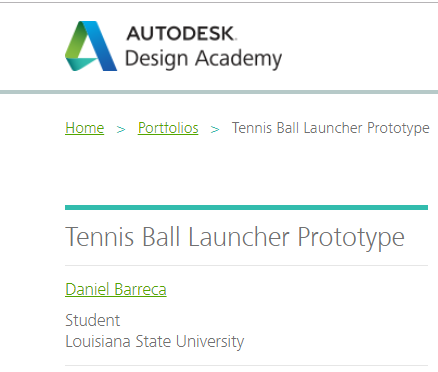 AUTODESK.
Design Academy
Home > Portfolios > Tennis Ball Launcher Prototype
Tennis Ball Launcher Prototype
Daniel Barreca
Student
Louisiana State University